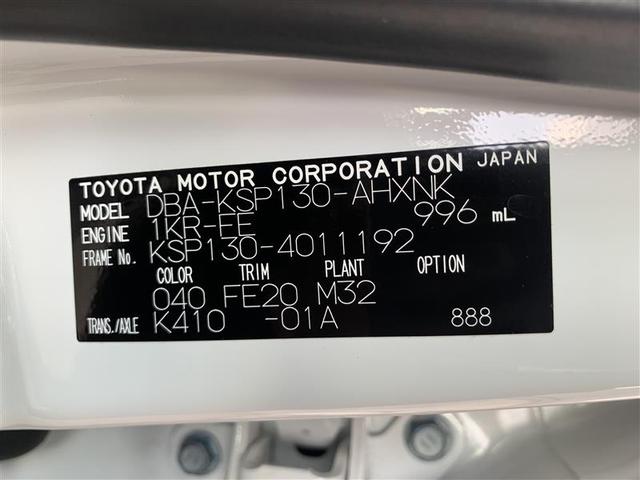 TOYOTA MOTOR CORPORATION JAPAN
MODEL DBA-KSP130-AHXNK
ENGINE 1KR-FE 996 mL
FRAME No. KSP130-4011192
COLOR TRIM PLANT OPTION
040 FE20 M32
TRANS./AXLE K410 -01A 888